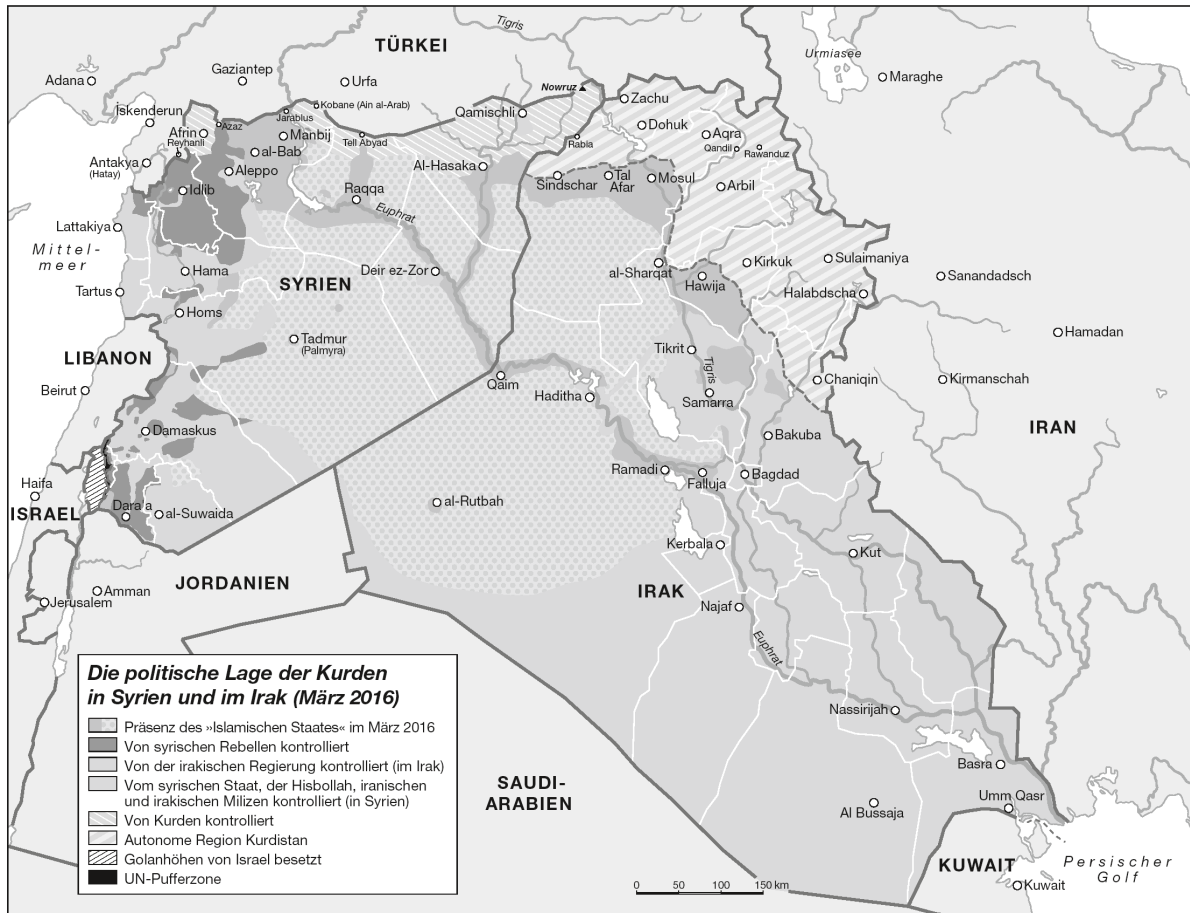 Tigris
TÜRKEI
Urmiasee
Adana
Gaziantep
Urfa
Maraghe
Nowruz
Kobane (Ain al-Arab)
Zachu
İskenderun
Jarablus
Qamischli
Azaz
Afrin
Manbij
Dohuk
Aqra
Reyhanli
Tell Abyad
Rabia
Qandil
Rawanduz
al-Bab
Antakya
(Hatay)
Aleppo
Al-Hasaka
Sindschar
Tal
Afar
Mosul
Arbil
Idlib
Raqqa
Euphrat
Lattakiya
Mittel-
meer
Hama
Deir ez-Zor
al-Sharqat
Kirkuk
Sulaimaniya
SYRIEN
Hawija
Sanandadsch
Tartus
Halabdscha
Homs
Tadmur
(Palmyra)
Hamadan
LIBANON
Tikrit
Tigris
Qaim
Chaniqin
Kirmanschah
Beirut
Haditha
Samarra
IRAN
Damaskus
Bakuba
Ramadi
Falluja
Bagdad
Haifa
ISRAEL
Dara'a
al-Suwaida
al-Rutbah
Kerbala
Kut
JORDANIEN
Amman
IRAK
Jerusalem
Najaf
Euphrat
Nassirijah
Basra
SAUDI-
ARABIEN
Umm Qasr
Al Bussaja
KUWAIT
Persischer
Golf
Kuwait
Die politische Lage der Kurden
in Syrien und im Irak (März 2016)
Präsenz des »Islamischen Staates« im März 2016
Von syrischen Rebellen kontrolliert
Von der irakischen Regierung kontrolliert (im Irak)
Vom syrischen Staat, der Hisbollah, iranischen
und irakischen Milizen kontrolliert (in Syrien)
Von Kurden kontrolliert
Autonome Region Kurdistan
Golanhöhen von Israel besetzt
UN-Pufferzone
0 50 100 150 km